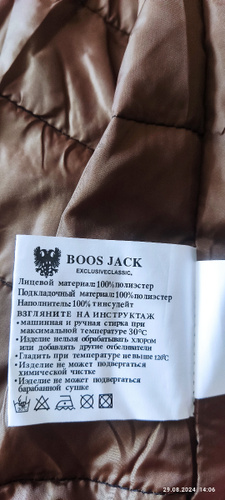 BOOS JACK
EXCLUSIVECLASSIC,
Лицевой материал: 100% полиэстер
Подкладочный материал: 100% полиэстер
Наполнитель: 100% тинсулейт
ВЗГЛЯНИТЕ НА ИНСТРУКТАЖ
• машинная и ручная стирка при
максимальной температуре 30°C
• Изделие нельзя обрабатывать хлором
или добавлять другие отбеливатели
• Гладить при температуре не выше 120°C
• Изделие не может подвергаться
химической чистке
• Изделие не может подвергаться
барабанной сушке
29.08.2024 14:06